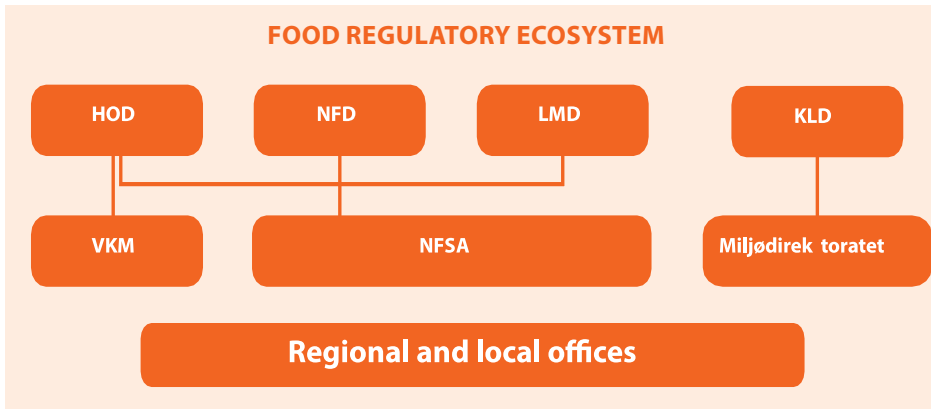 FOOD REGULATORY ECOSYSTEM
HOD
NFD
LMD
KLD
VKM
NFSA
Miljødirek toratet
Regional and local offices